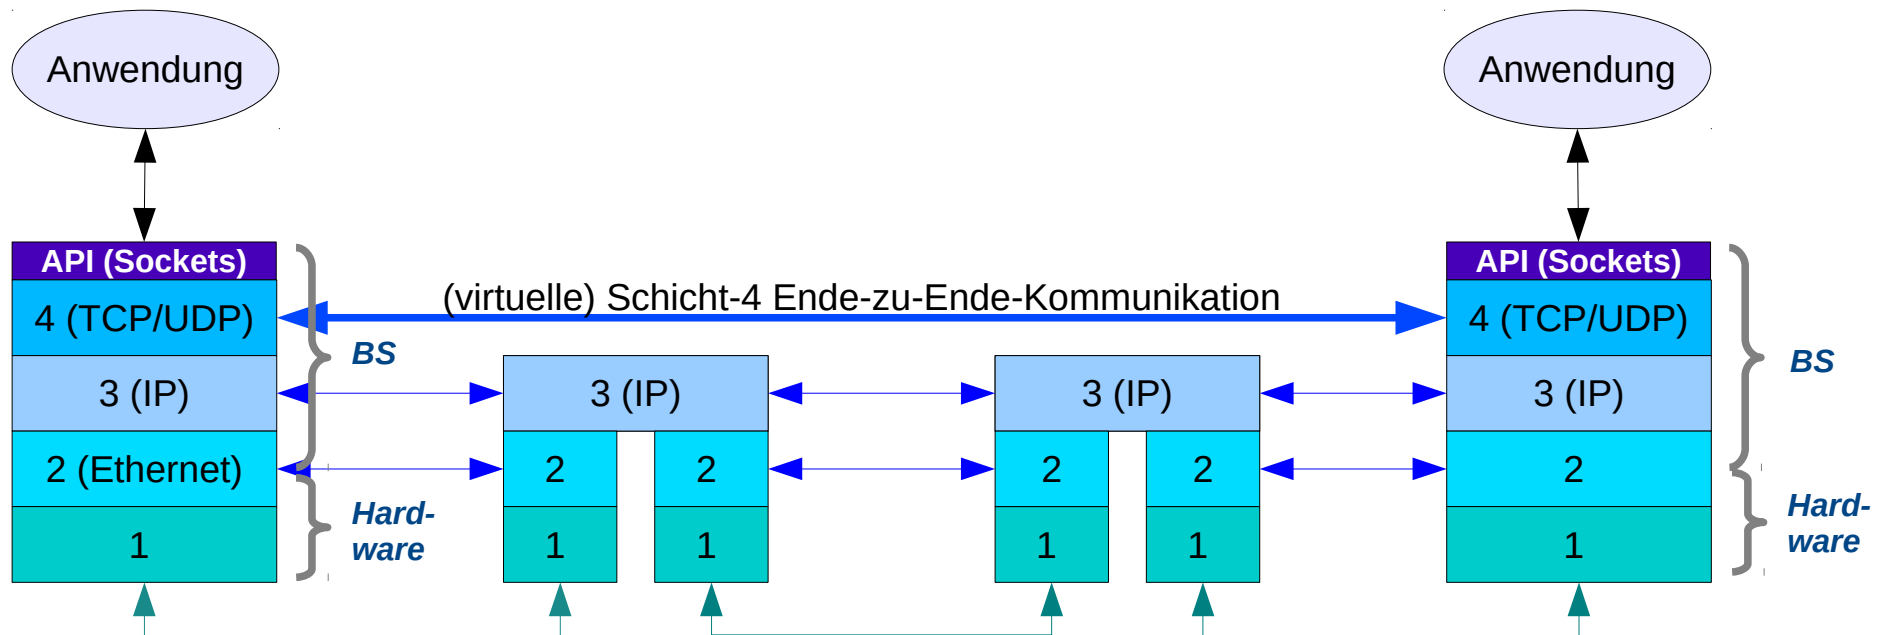 Anwendung
Anwendung
API (Sockets)
API (Sockets)
(virtuelle) Schicht-4 Ende-zu-Ende-Kommunikation
4 (TCP/UDP)
4 (TCP/UDP)
BS
BS
3 (IP)
3 (IP)
3 (IP)
3 (IP)
2 (Ethernet)
2
2
2
2
2
Hard-
ware
Hard-
ware
1
1
1
1
1
1